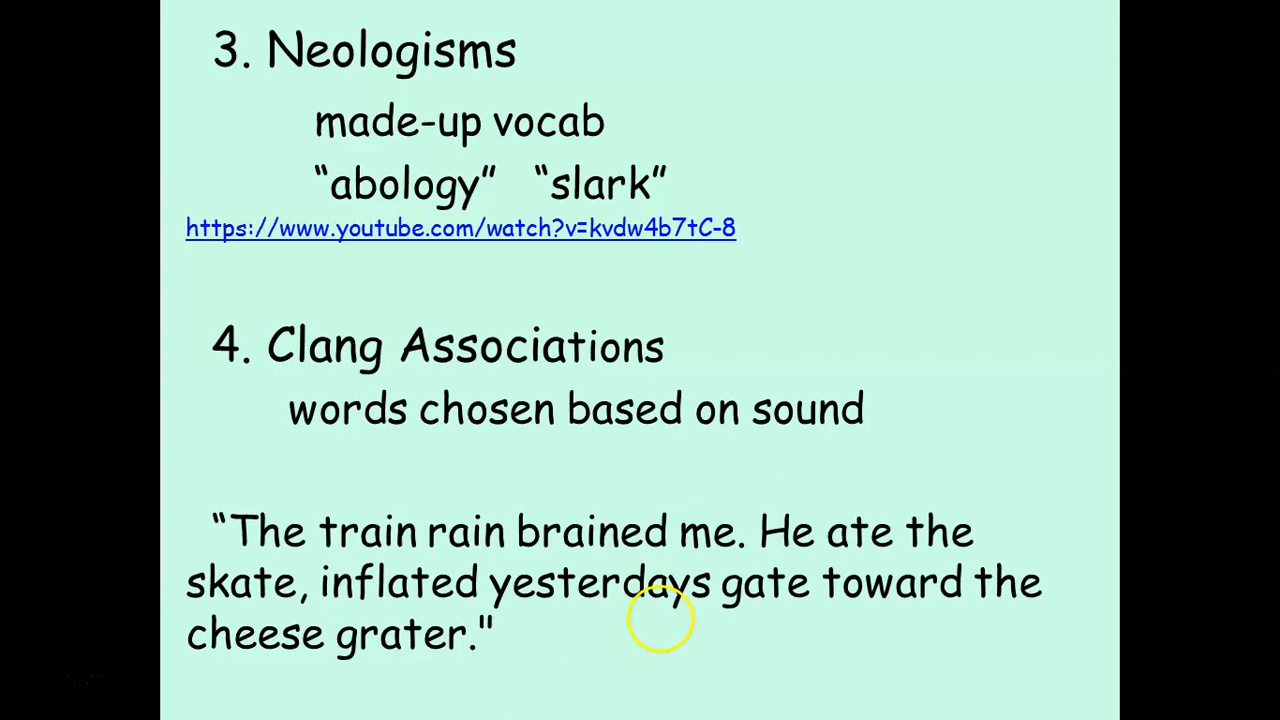 3. Neologisms
made-up vocab
“abology” “slark”
https://www.youtube.com/watch?v=kvdw4b7tC-8
4. Clang Associations
words chosen based on sound
“The train rain brained me. He ate the
skate, inflated yesterdays gate toward the
cheese grater."